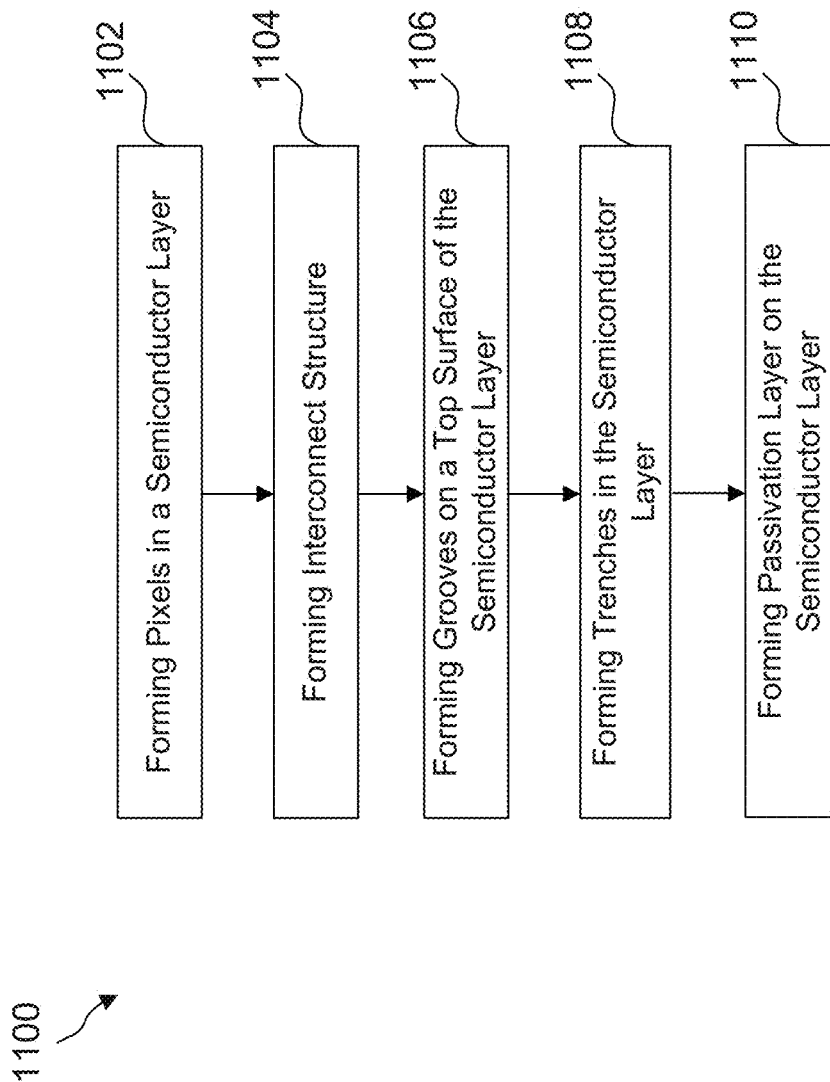 1100
Forming Pixels in a Semiconductor Layer
1102
Forming Interconnect Structure
1104
Forming Grooves on a Top Surface of the
Semiconductor Layer
1106
Forming Trenches in the Semiconductor
Layer
1108
Forming Passivation Layer on the
Semiconductor Layer
1110